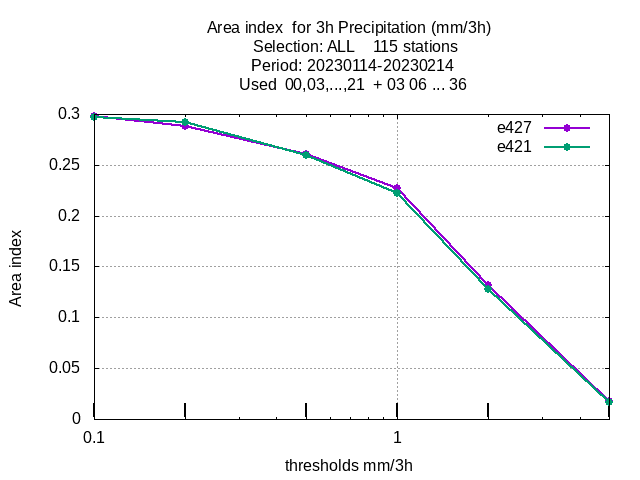 Area index  for 3h Precipitation (mm/3h)
Selection: ALL    115 stations
Period: 20230114-20230214
Used  00,03,...,21  + 03 06 ... 36
e427
e421
0.3
0.25
0.2
0.15
0.1
0.05
0
Area index
0.1
1
thresholds mm/3h